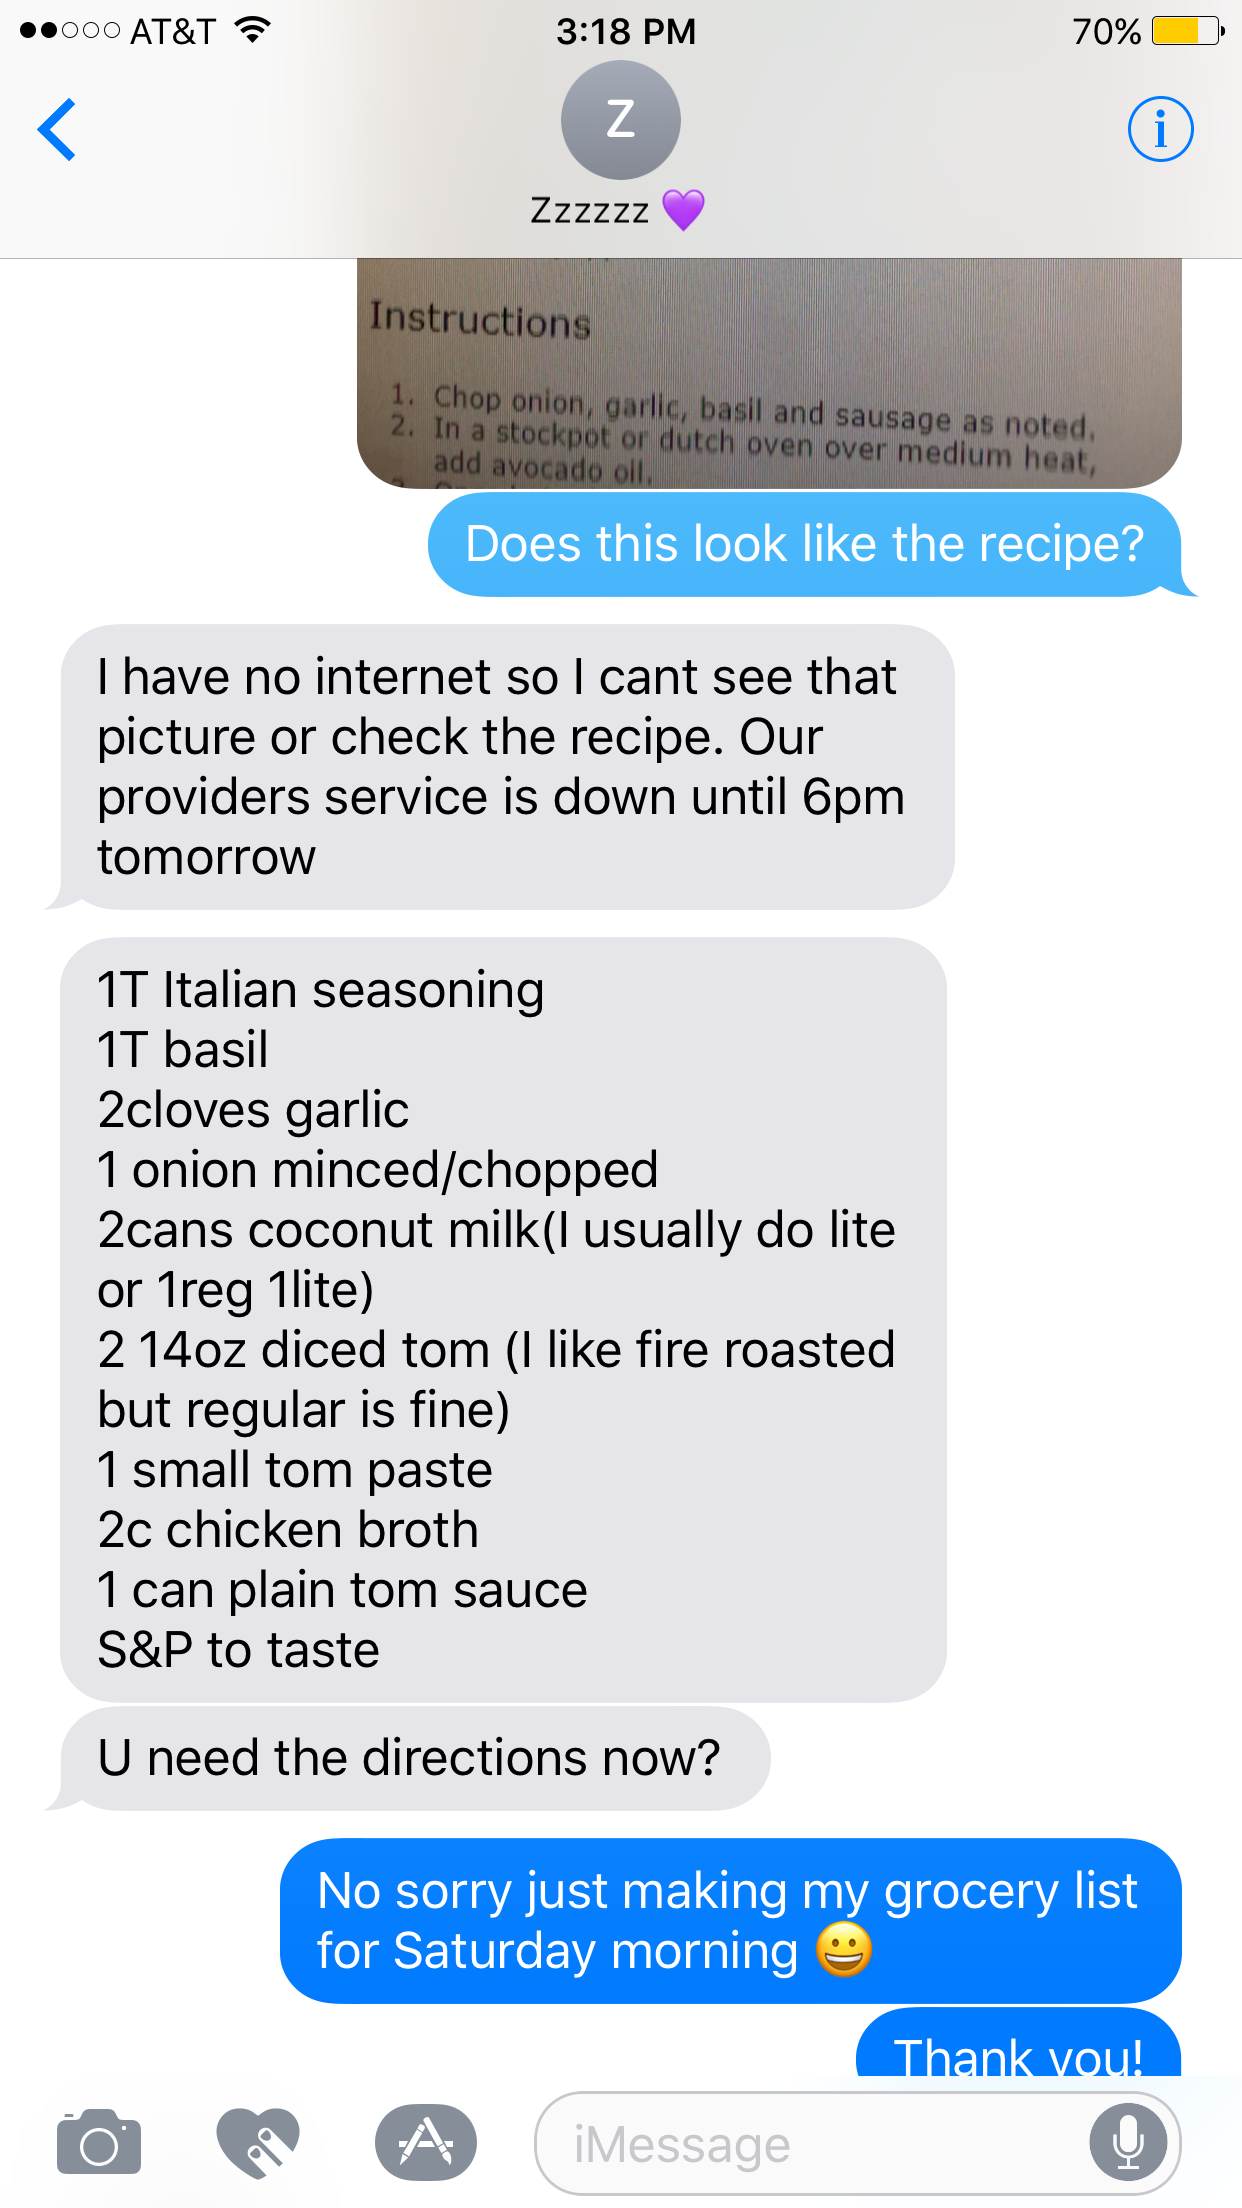 AT&T 3:18 PM 70%
Z
Zzzzzz 💜
Instructions
1. Chop onion, garlic, basil and sausage as noted.
2. In a stockpot or dutch oven over medium heat,
add avocado oil.
Does this look like the recipe?
I have no internet so I cant see that
picture or check the recipe. Our
providers service is down until 6pm
tomorrow
1T Italian seasoning
1T basil
2cloves garlic
1 onion minced/chopped
2cans coconut milk(I usually do lite
or 1reg 1lite)
2 14oz diced tom (I like fire roasted
but regular is fine)
1 small tom paste
2c chicken broth
1 can plain tom sauce
S&P to taste
U need the directions now?
No sorry just making my grocery list
for Saturday morning 😀
Thank you!
iMessage